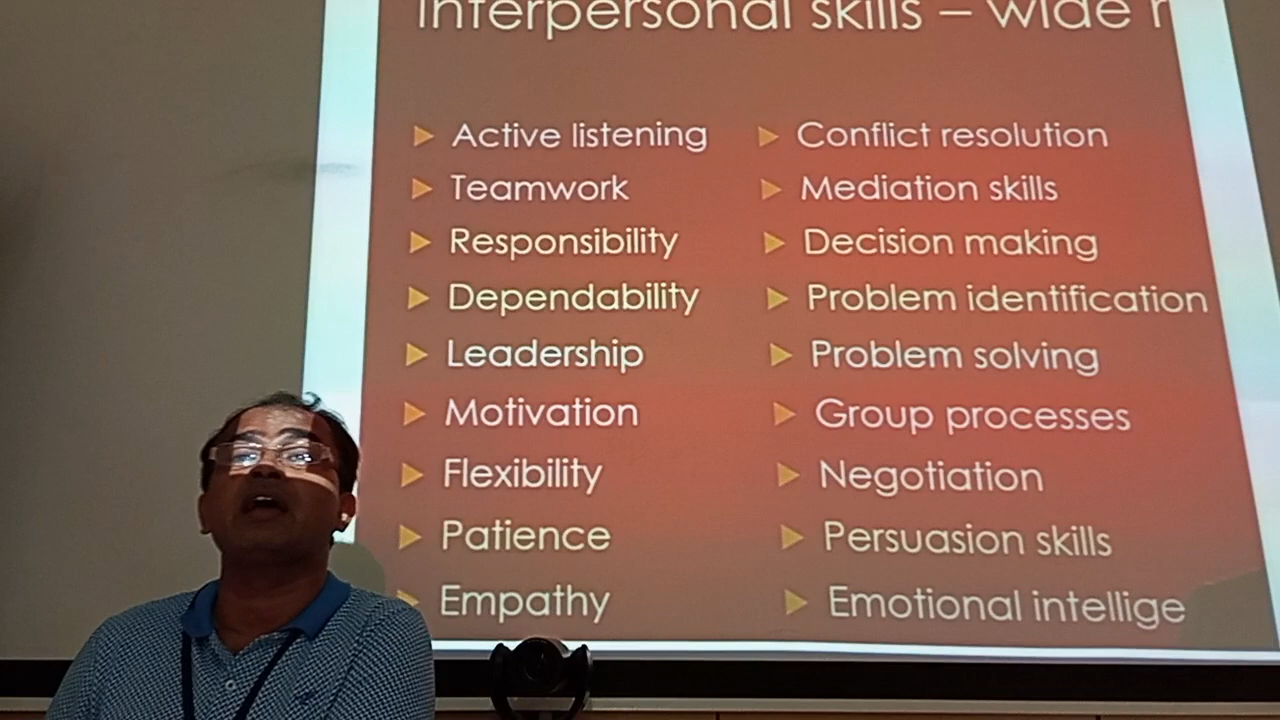 Interpersonal skills – wide r
Active listening
Teamwork
Responsibility
Dependability
Leadership
Motivation
Flexibility
Patience
Empathy
Conflict resolution
Mediation skills
Decision making
Problem identification
Problem solving
Group processes
Negotiation
Persuasion skills
Emotional intellige